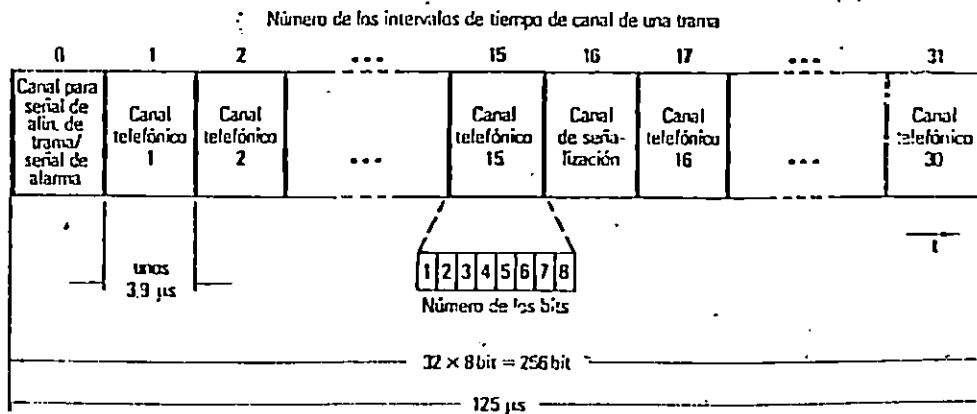 Número de los intervalos de tiempo de canal de una trama
0 1 2 ... 15 16 17 ... 31
Canal para señal de alin. de trama/ señal de alarma
Canal telefónico 1
Canal telefónico 2
...
Canal telefónico 15
Canal de seña- lización
Canal telefónico 16
...
Canal telefónico 30
t
unos 3,9 µs
1 2 3 4 5 6 7 8
Número de los bits
32 × 8 bit = 256 bit
125 µs